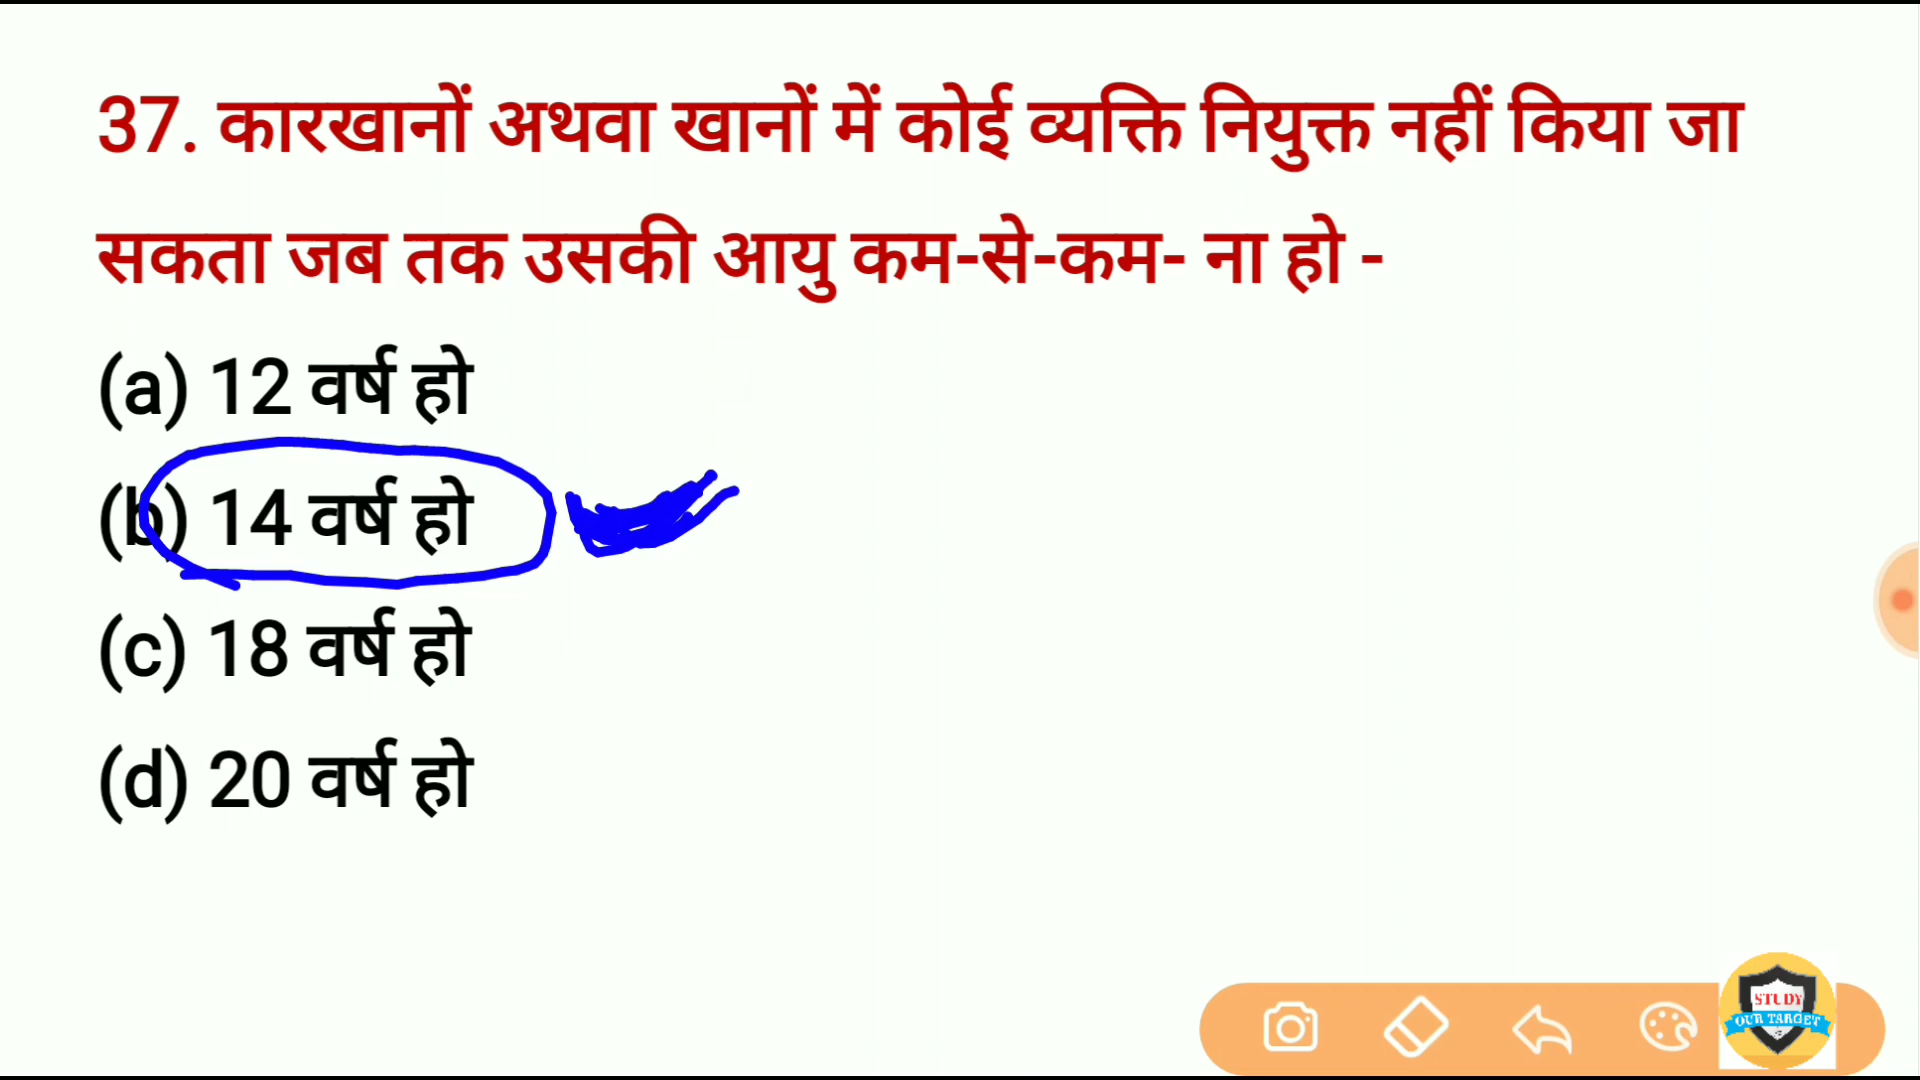 37. कारखानों अथवा खानों में कोई व्यक्ति नियुक्त नहीं किया जा
सकता जब तक उसकी आयु कम-से-कम- ना हो -
(a) 12 वर्ष हो
(b) 14 वर्ष हो
(c) 18 वर्ष हो
(d) 20 वर्ष हो
STUDY
OUR TARGET